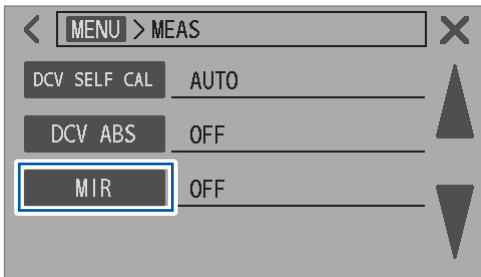 MENU > MEAS
DCV SELF CAL AUTO
DCV ABS OFF
MIR OFF